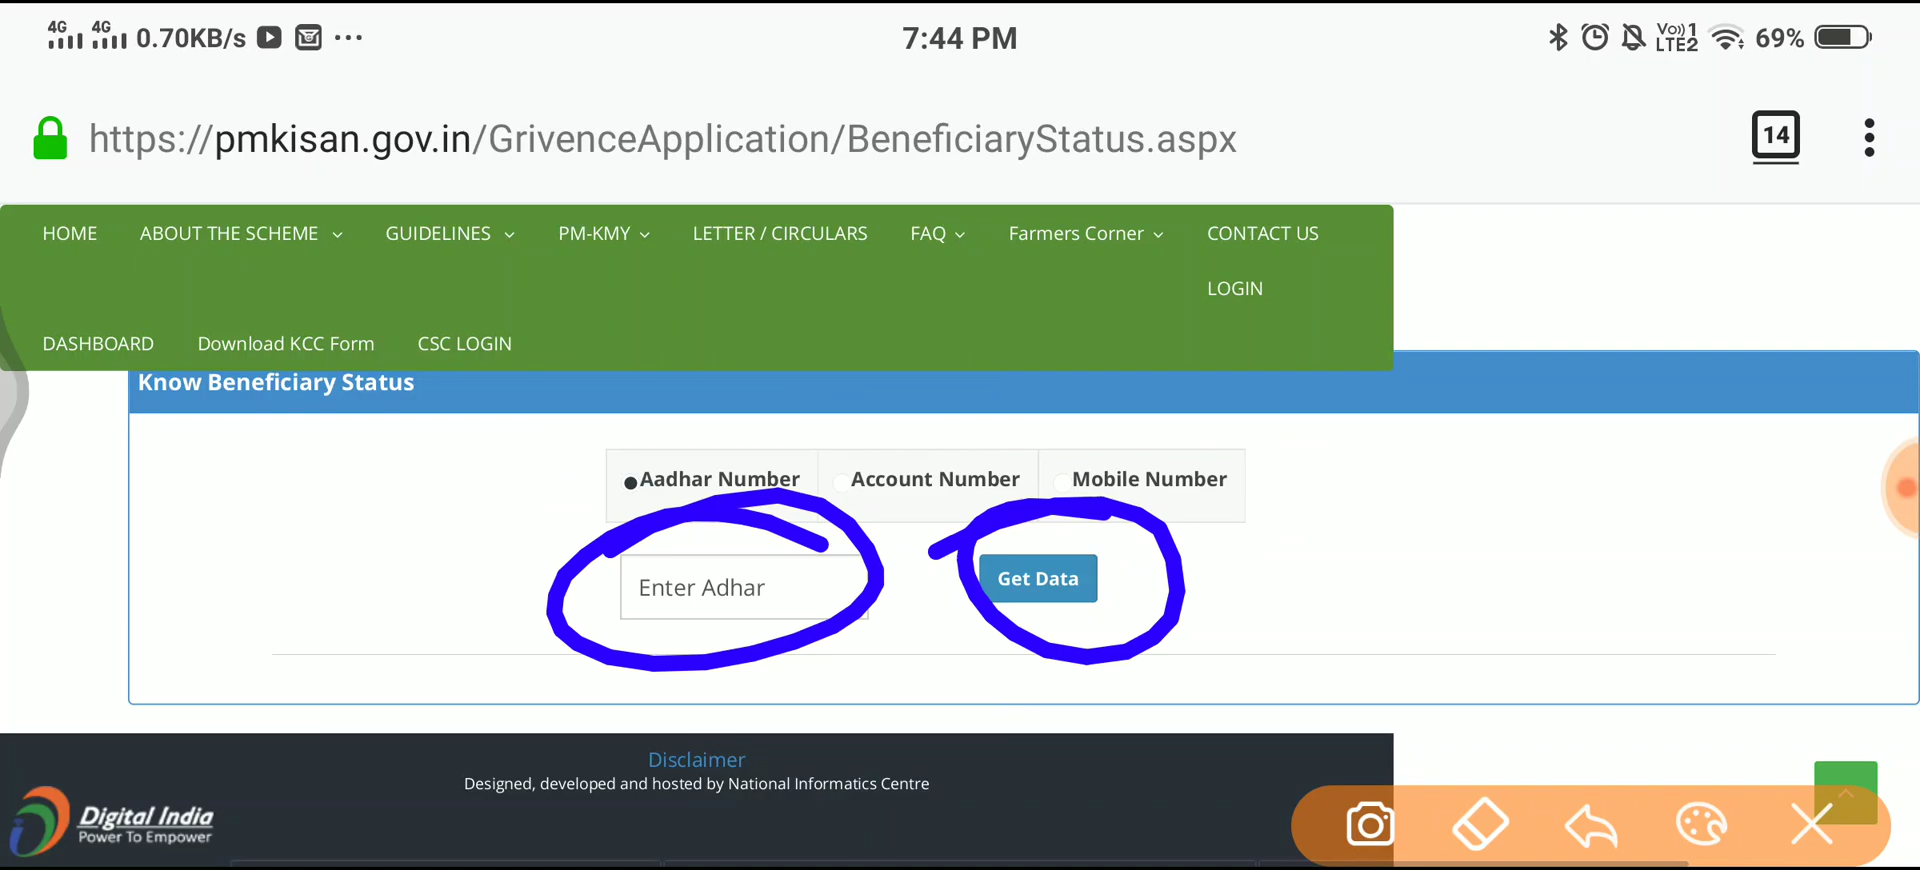 4G 4G 0.70KB/s ... 7:44 PM Vo)) 1 LTE2 69%
https://pmkisan.gov.in/GrivenceApplication/BeneficiaryStatus.aspx 14
HOME ABOUT THE SCHEME GUIDELINES PM-KMY LETTER / CIRCULARS FAQ Farmers Corner CONTACT US
LOGIN
DASHBOARD Download KCC Form CSC LOGIN
Know Beneficiary Status
Aadhar Number Account Number Mobile Number
Enter Adhar Get Data
Disclaimer
Designed, developed and hosted by National Informatics Centre
Digital India
Power To Empower